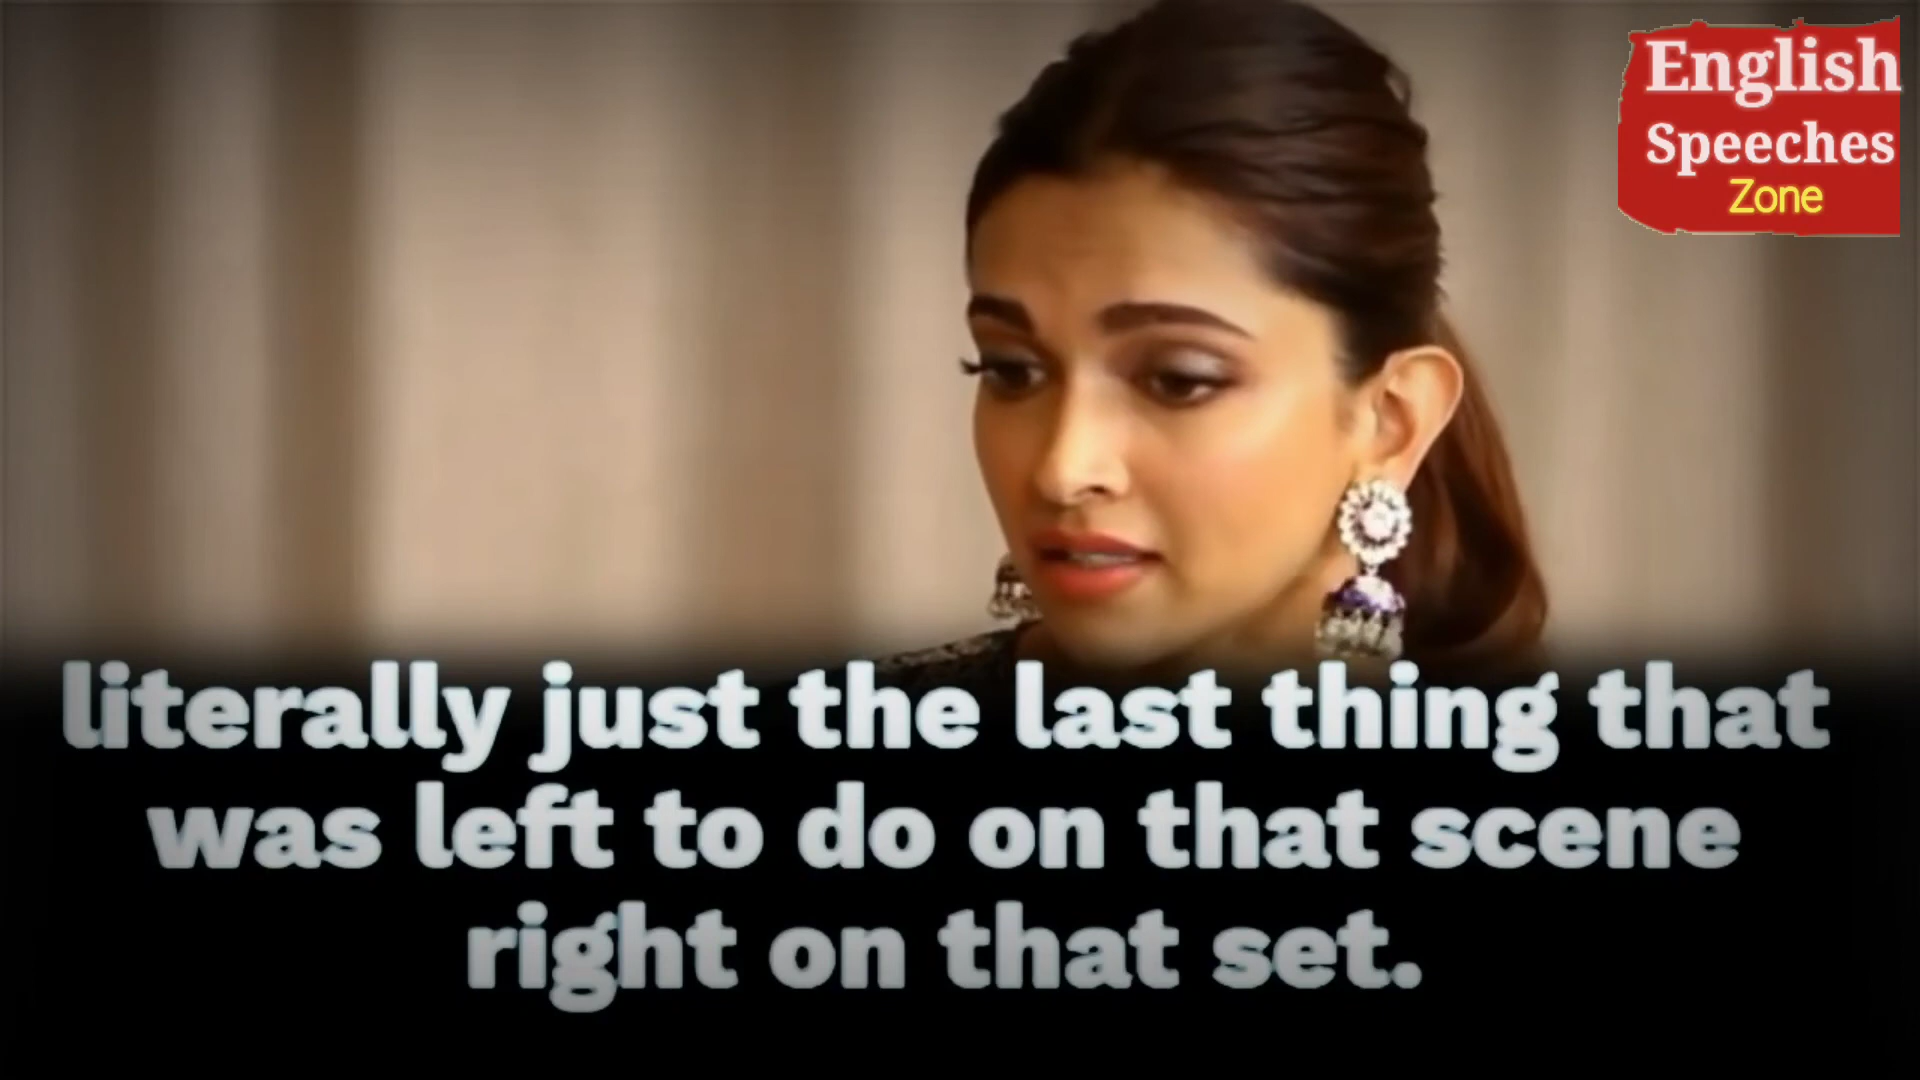 English
Speeches
Zone
literally just the last thing that
was left to do on that scene
right on that set.